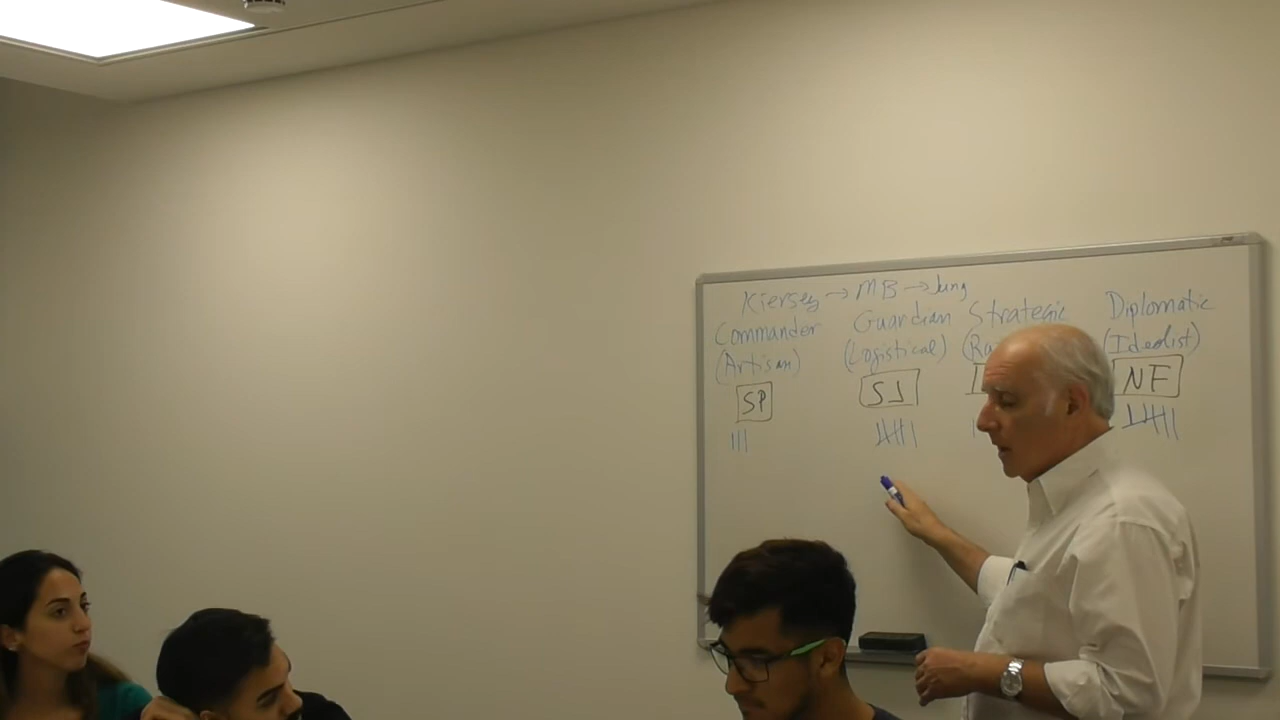 Kiersey → MB → Jung
Commander Guardian Strategic Diplomatic
(Artisan) (Logistical) (Idealist)
SP SJ NF